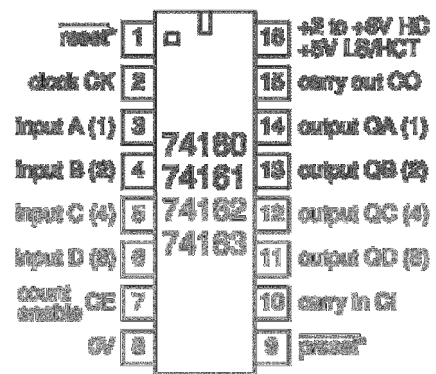 reset*
1
16
+2 to +6V HC
+5V LS/HCT
clock CK
2
15
carry out CO
input A (1)
3
14
output QA (1)
input B (2)
4
13
output QB (2)
input C (4)
5
12
output QC (4)
input D (8)
6
11
output QD (8)
count
enable
CE
7
10
carry in CI
0V
8
9
preset*
74160
74161
74162
74163